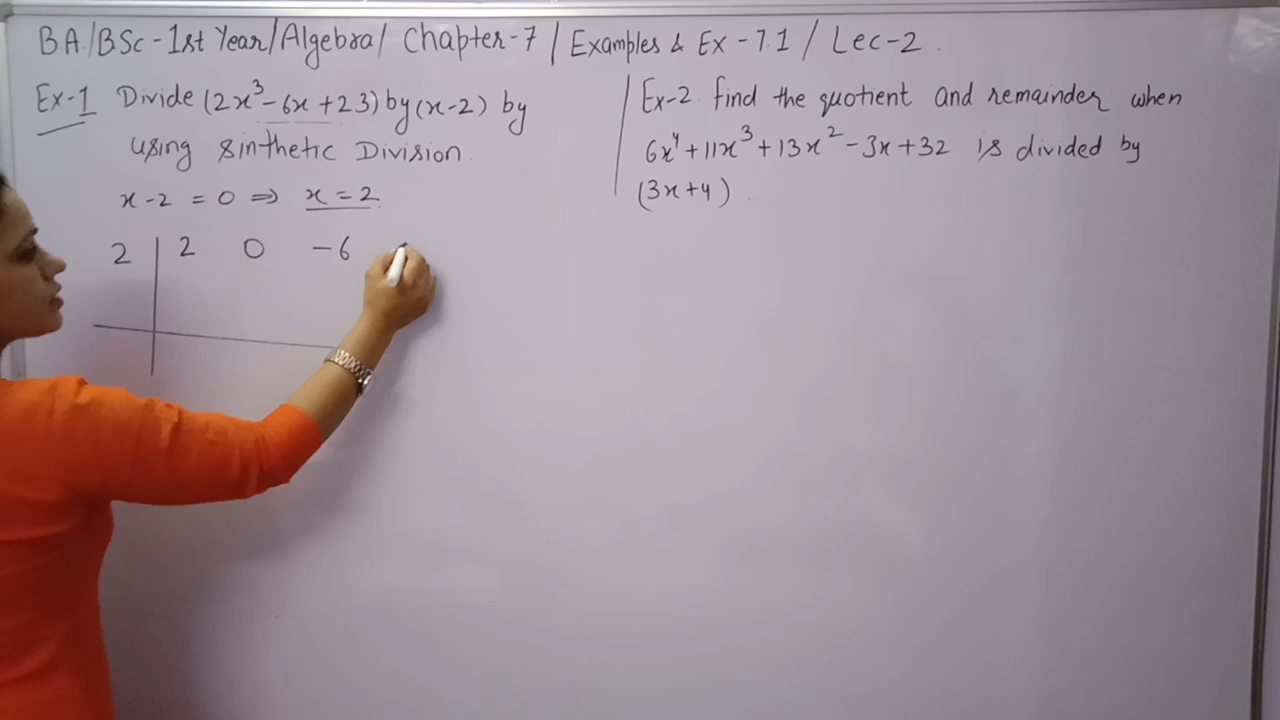 BA/BSc-1st Year/Algebra/ Chapter-7 / Examples & Ex-7.1 / Lec-2.
Ex-1 Divide (2x³-6x+23) by (x-2) by
using sinthetic Division.
x-2 = 0 ⇒ x = 2
2 | 2 0 -6
Ex-2. find the quotient and remainder when
6x⁴+11x³+13x²-3x+32 is divided by
(3x+4).